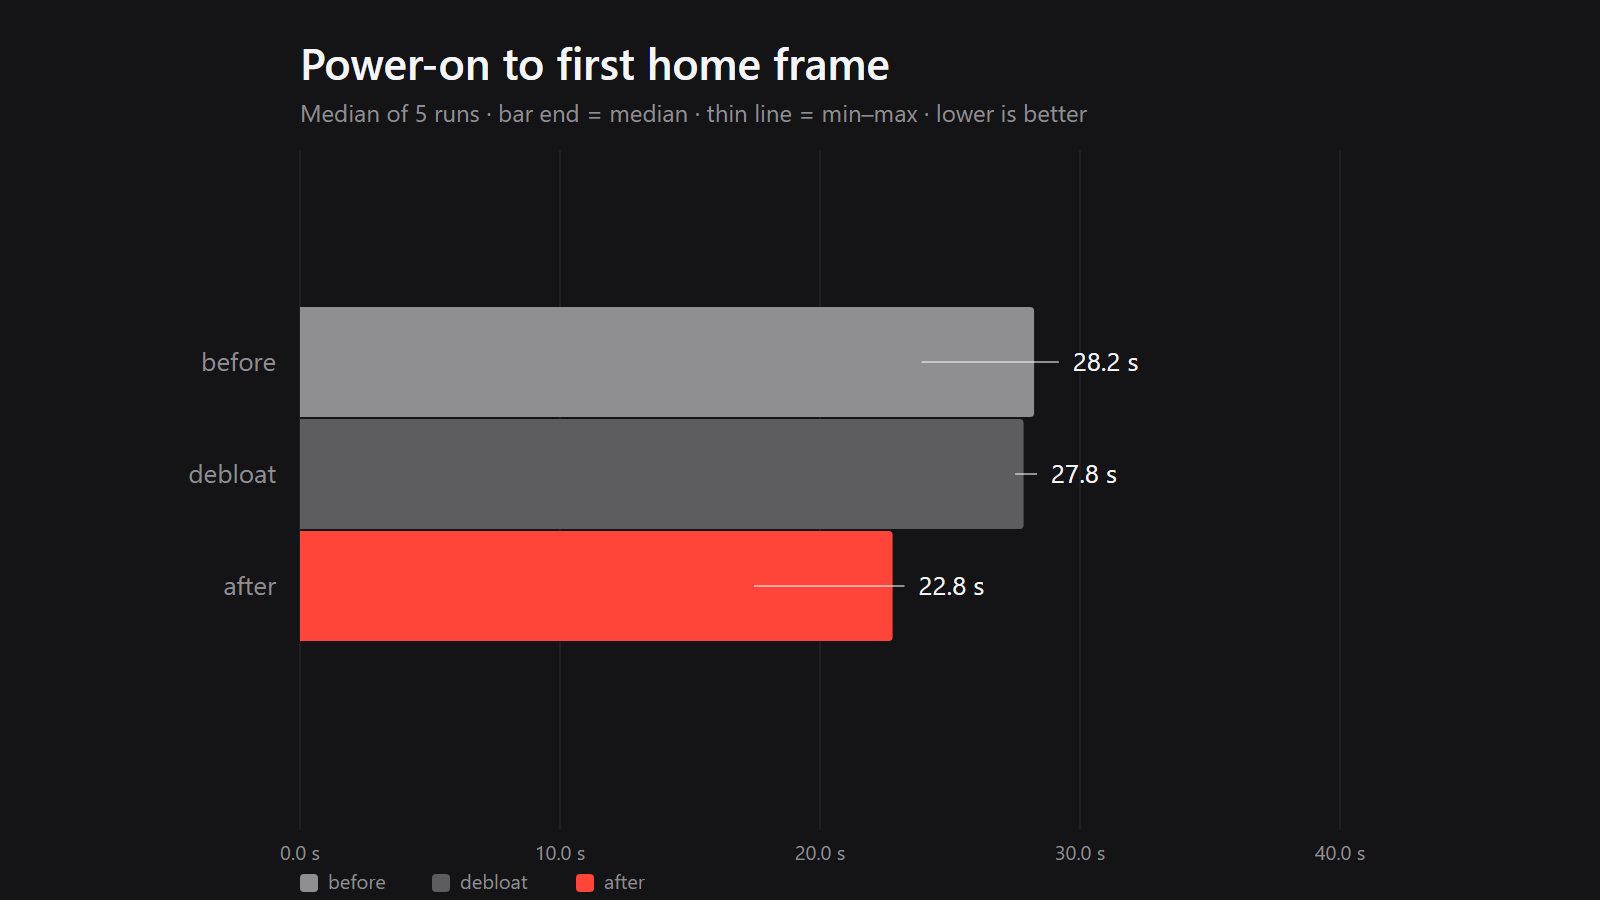 Power-on to first home frame
Median of 5 runs · bar end = median · thin line = min–max · lower is better
before
28.2 s
debloat
27.8 s
after
22.8 s
0.0 s
10.0 s
20.0 s
30.0 s
40.0 s
before
debloat
after